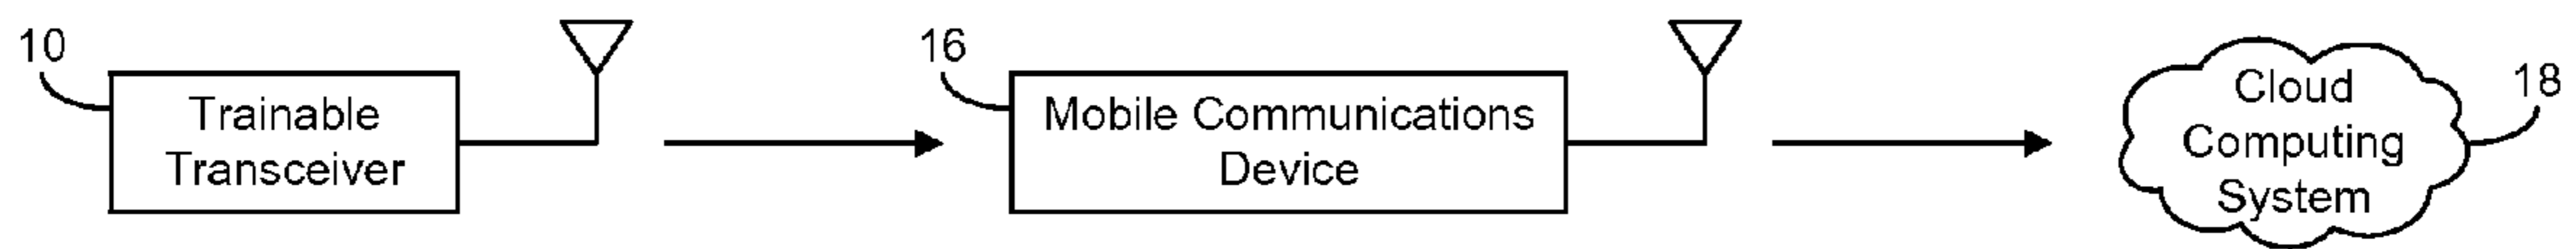 10
Trainable
Transceiver
16
Mobile Communications
Device
Cloud
Computing
System
18